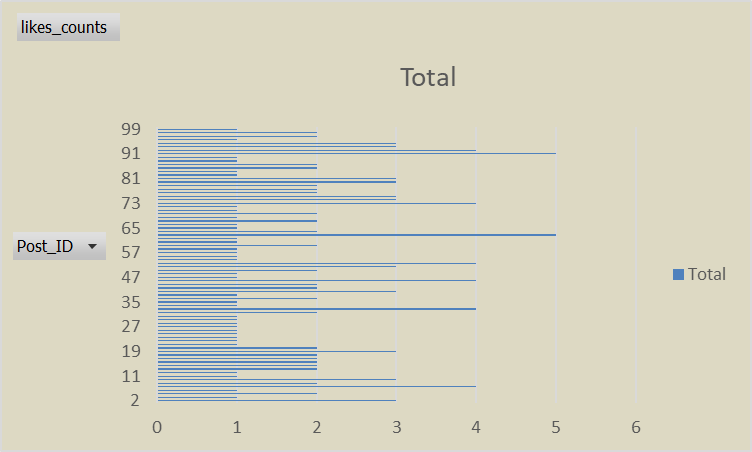 likes_counts
Total
99
91
81
73
65
57
47
35
27
19
11
2
Post_ID
Total
0 1 2 3 4 5 6